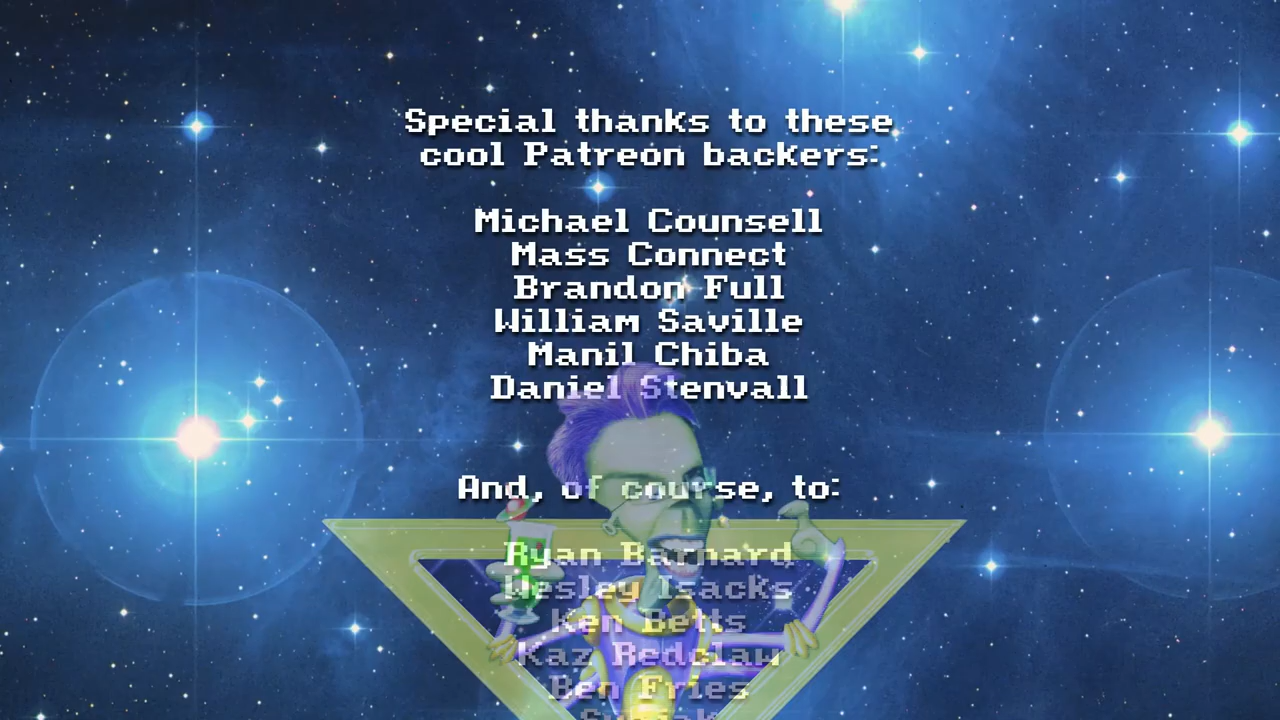 Special thanks to these
cool Patreon backers:
Michael Counsell
Mass Connect
Brandon Full
William Saville
Manil Chiba
Daniel Stenvall
And, of course, to:
Ryan Barnard
Wesley Isacks
Ken Betts
Kaz Redclaw
Ben Fries